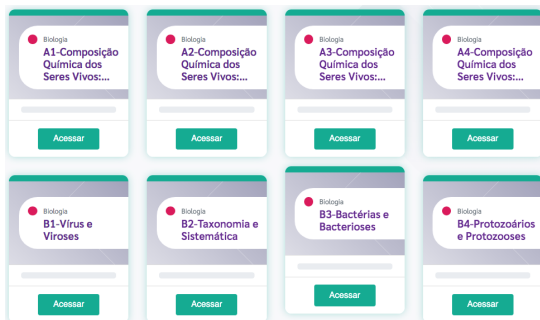 Biologia
A1-Composição
Química dos
Seres Vivos:...
Acessar
Biologia
A2-Composição
Química dos
Seres Vivos:...
Acessar
Biologia
A3-Composição
Química dos
Seres Vivos:...
Acessar
Biologia
A4-Composição
Química dos
Seres Vivos:...
Acessar
Biologia
B1-Vírus e
Viroses
Acessar
Biologia
B2-Taxonomia e
Sistemática
Acessar
Biologia
B3-Bactérias e
Bacterioses
Acessar
Biologia
B4-Protozoários
e Protozooses
Acessar